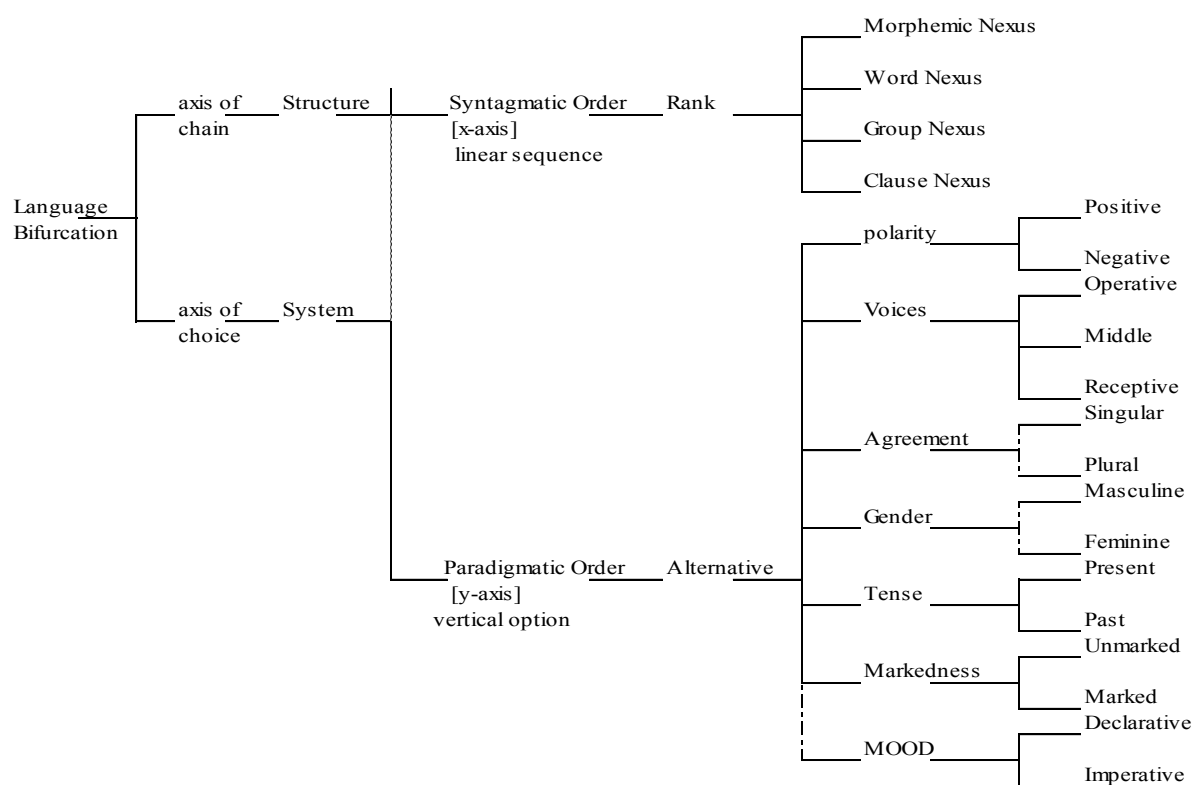 Morphemic Nexus
Word Nexus
Group Nexus
Clause Nexus
axis of
chain
Structure
Syntagmatic Order
[x-axis]
linear sequence
Rank
Language
Bifurcation
axis of
choice
System
Paradigmatic Order
[y-axis]
vertical option
Alternative
polarity
Positive
Negative
Voices
Operative
Middle
Receptive
Agreement
Singular
Plural
Gender
Masculine
Feminine
Tense
Present
Past
Markedness
Unmarked
Marked
MOOD
Declarative
Imperative